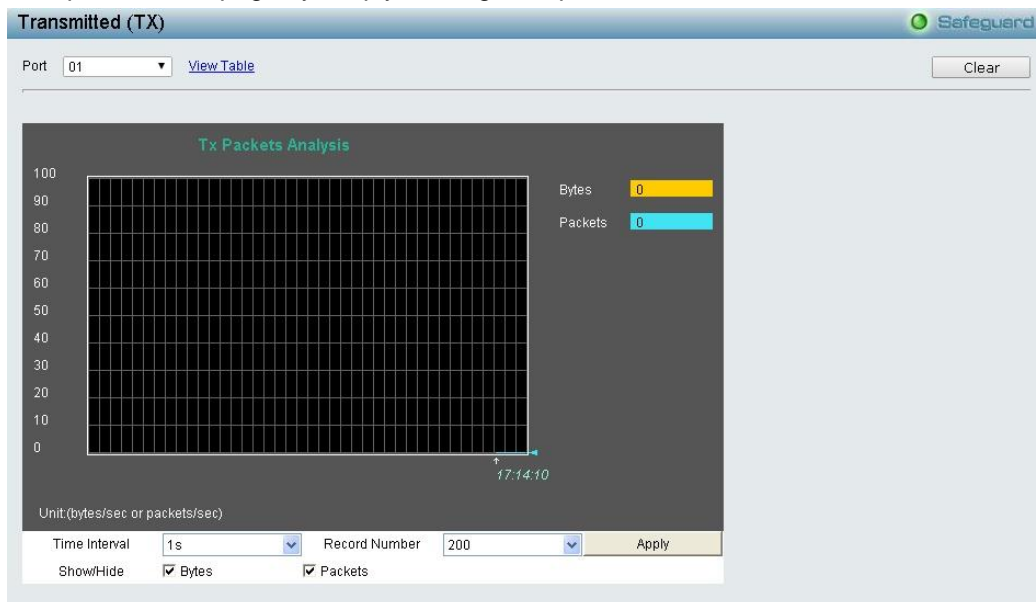 Transmitted (TX)
Safeguard
Port 01 View Table
Clear
Tx Packets Analysis
100
90
80
70
60
50
40
30
20
10
0
Bytes 0
Packets 0
17:14:10
Unit:(bytes/sec or packets/sec)
Time Interval 1s Record Number 200 Apply
Show/Hide Bytes Packets